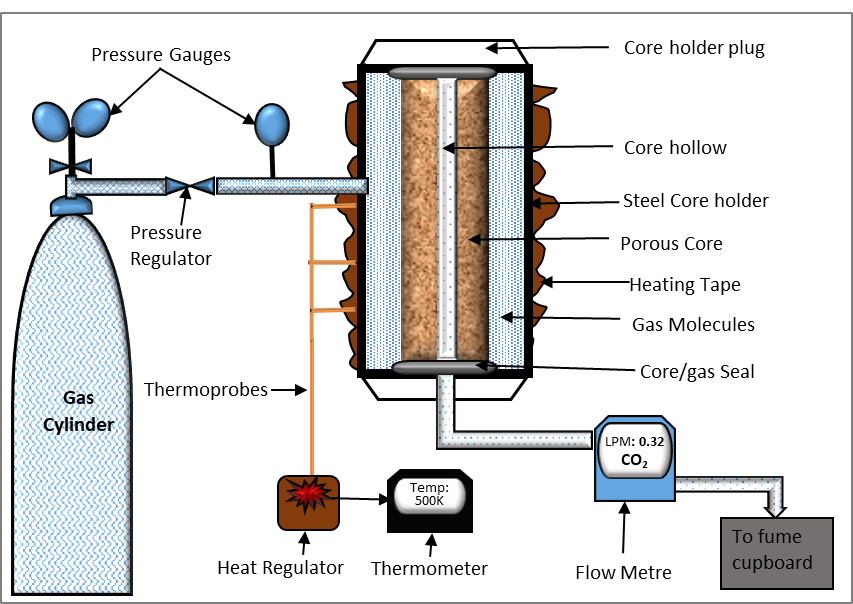 Pressure Gauges
Core holder plug
Core hollow
Steel Core holder
Pressure
Regulator
Porous Core
Heating Tape
Gas Molecules
Core/gas Seal
Thermoprobes
Gas
Cylinder
LPM: 0.32
CO₂
Temp:
500K
To fume
cupboard
Heat Regulator
Thermometer
Flow Metre